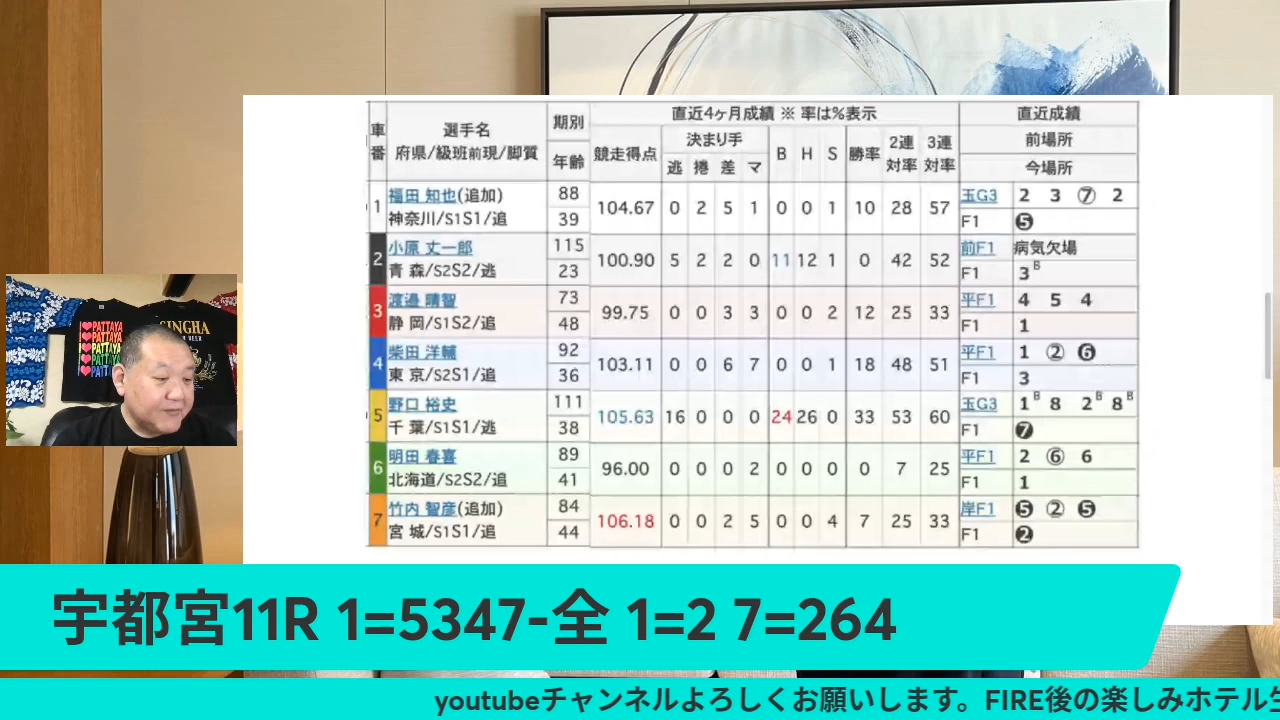 車番 選手名 府県/級班前現/脚質 期別 年齢 競走得点 直近4ヶ月成績 ※ 率は%表示 決まり手 逃 捲 差 マ B H S 勝率 2連対率 3連対率 直近成績 前場所 今場所
1 福田 知也(追加) 88 104.67 0 2 5 1 0 0 1 10 28 57 玉G3 2 3 ⑦ 2
神奈川/S1S1/追 39 F1 ❺
2 小原 丈一郎 115 100.90 5 2 2 0 11 12 1 0 42 52 前F1 病気欠場
青 森/S2S2/逃 23 F1 3B
3 渡邉 晴智 73 99.75 0 0 3 3 0 0 2 12 25 33 平F1 4 5 4
静 岡/S1S2/追 48 F1 1
4 柴田 洋輔 92 103.11 0 0 6 7 0 0 1 18 48 51 平F1 1 ② ❻
東 京/S2S1/追 36 F1 3
5 野口 裕史 111 105.63 16 0 0 0 24 26 0 33 53 60 玉G3 1B 8 2B 8B
千 葉/S1S1/逃 38 F1 ❼
6 明田 春喜 89 96.00 0 0 0 2 0 0 0 0 7 25 平F1 2 ⑥ 6
北海道/S2S2/追 41 F1 1
7 竹内 智彦(追加) 84 106.18 0 0 2 5 0 0 4 7 25 33 岸F1 ❺ ② ❺
宮 城/S1S1/追 44 F1 ❷
I❤PATTAYA
I❤PATTAYA
I❤PATTAYA
SINGHA
宇都宮11R 1=5347-全 1=2 7=264
youtubeチャンネルよろしくお願いします。FIRE後の楽しみホテル生